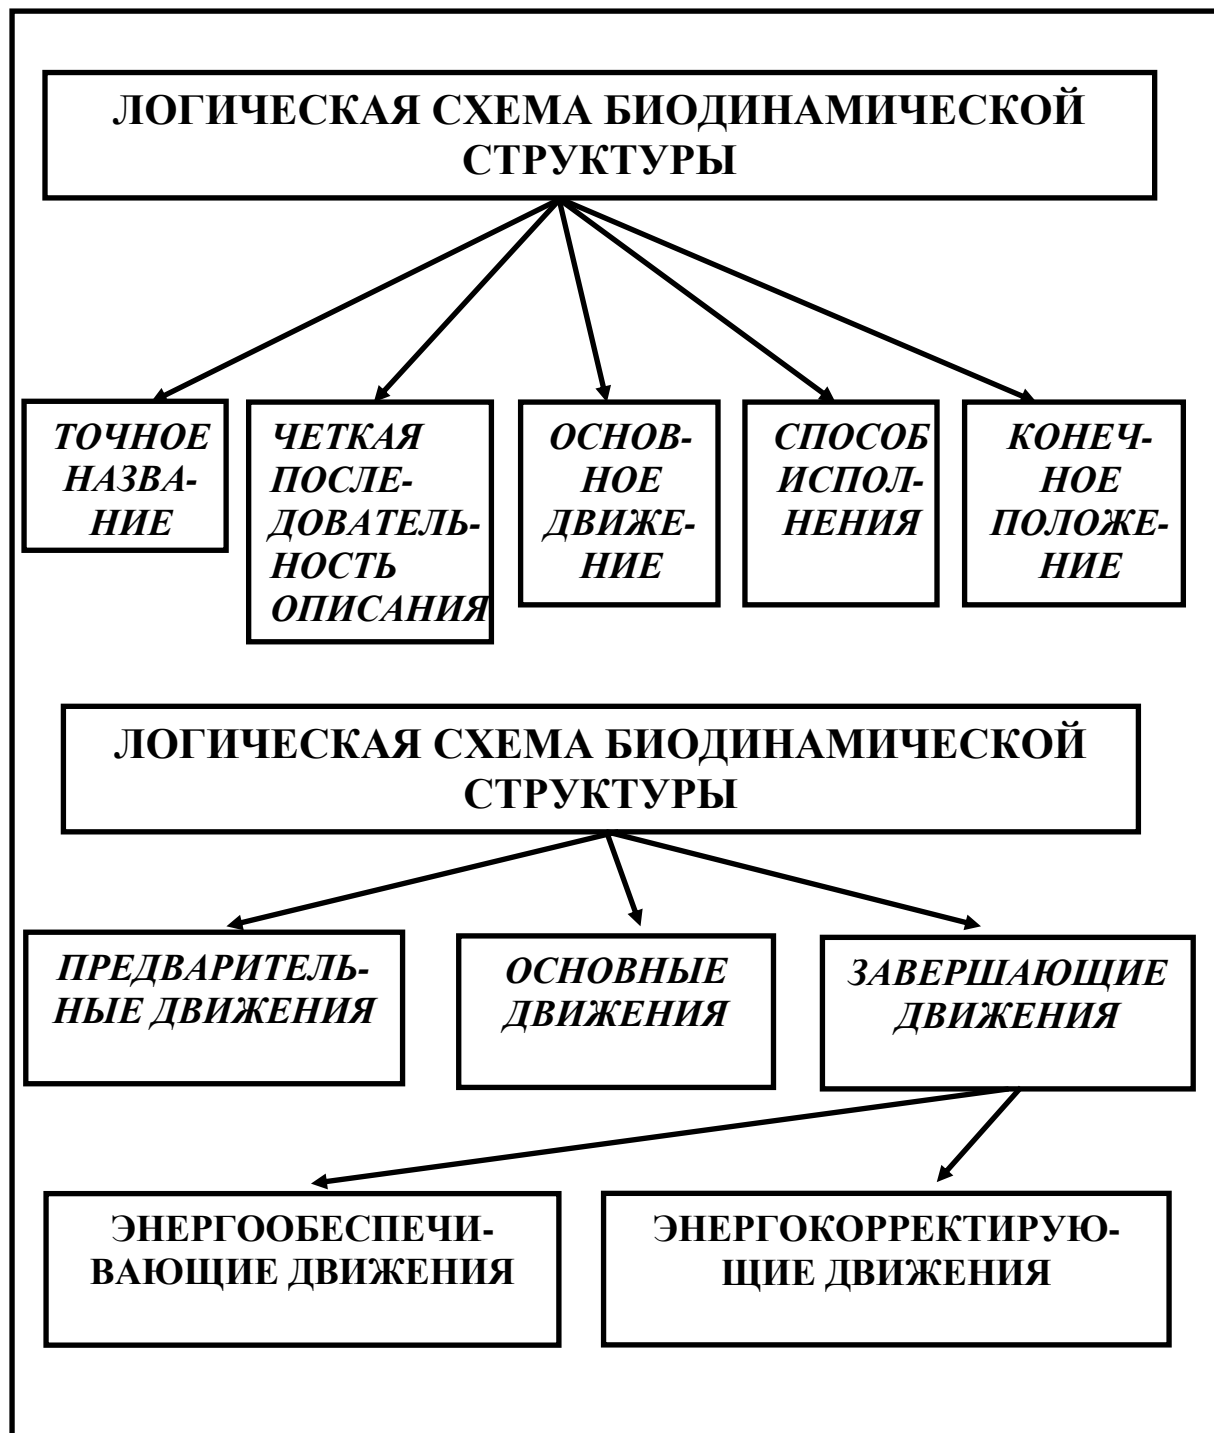 ЛОГИЧЕСКАЯ СХЕМА БИОДИНАМИЧЕСКОЙ
СТРУКТУРЫ
ТОЧНОЕ
НАЗВА-
НИЕ
ЧЕТКАЯ
ПОСЛЕ-
ДОВАТЕЛЬ-
НОСТЬ
ОПИСАНИЯ
ОСНОВ-
НОЕ
ДВИЖЕ-
НИЕ
СПОСОБ
ИСПОЛ-
НЕНИЯ
КОНЕЧ-
НОЕ
ПОЛОЖЕ-
НИЕ
ЛОГИЧЕСКАЯ СХЕМА БИОДИНАМИЧЕСКОЙ
СТРУКТУРЫ
ПРЕДВАРИТЕЛЬ-
НЫЕ ДВИЖЕНИЯ
ОСНОВНЫЕ
ДВИЖЕНИЯ
ЗАВЕРШАЮЩИЕ
ДВИЖЕНИЯ
ЭНЕРГООБЕСПЕЧИ-
ВАЮЩИЕ ДВИЖЕНИЯ
ЭНЕРГОКОРРЕКТИРУЮ-
ЩИЕ ДВИЖЕНИЯ